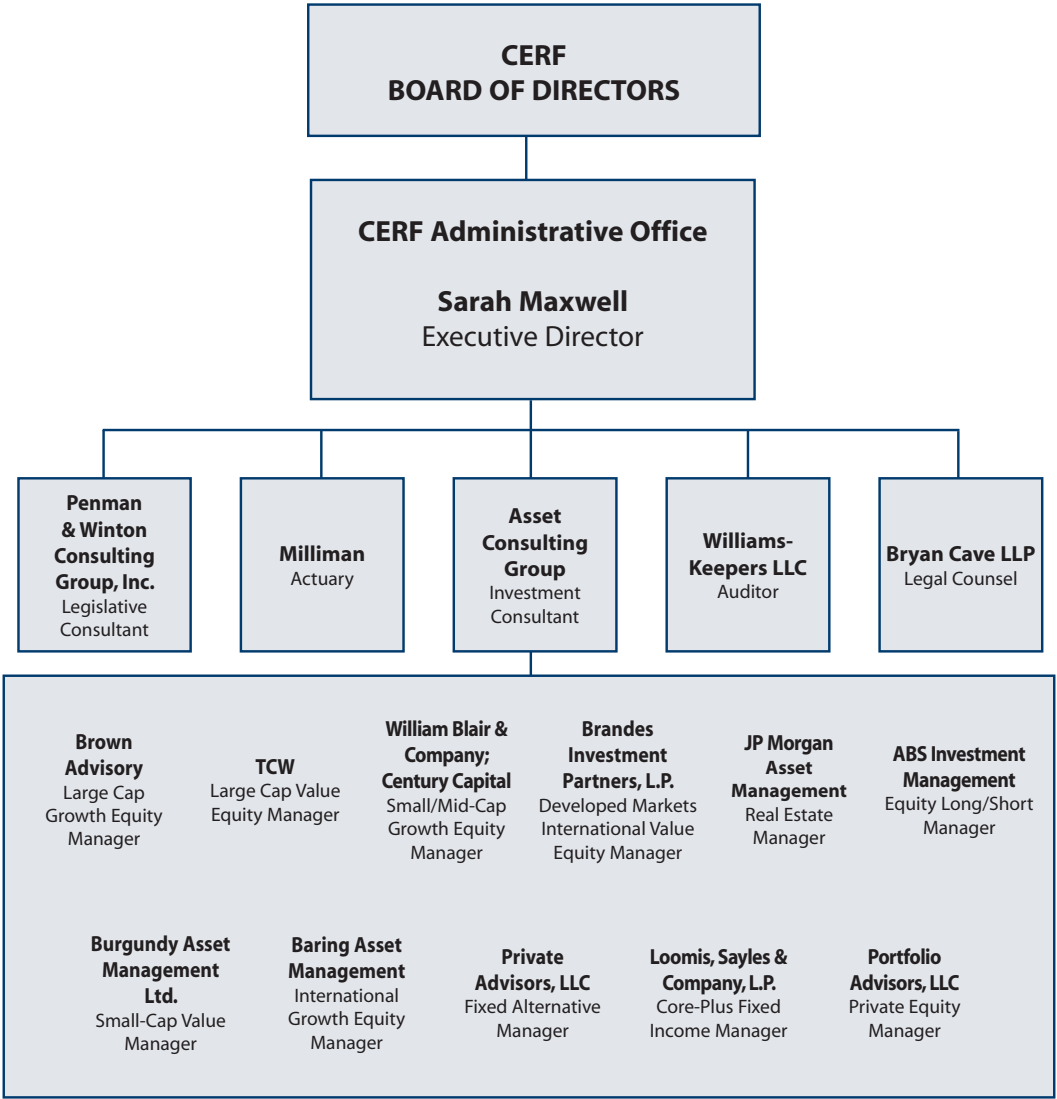 CERF
BOARD OF DIRECTORS
CERF Administrative Office
Sarah Maxwell
Executive Director
Penman
& Winton
Consulting
Group, Inc.
Legislative
Consultant
Milliman
Actuary
Asset
Consulting
Group
Investment
Consultant
Williams-
Keepers LLC
Auditor
Bryan Cave LLP
Legal Counsel
Brown
Advisory
Large Cap
Growth Equity
Manager
TCW
Large Cap Value
Equity Manager
William Blair &
Company;
Century Capital
Small/Mid-Cap
Growth Equity
Manager
Brandes
Investment
Partners, L.P.
Developed Markets
International Value
Equity Manager
JP Morgan
Asset
Management
Real Estate
Manager
ABS Investment
Management
Equity Long/Short
Manager
Burgundy Asset
Management
Ltd.
Small-Cap Value
Manager
Baring Asset
Management
International
Growth Equity
Manager
Private
Advisors, LLC
Fixed Alternative
Manager
Loomis, Sayles &
Company, L.P.
Core-Plus Fixed
Income Manager
Portfolio
Advisors, LLC
Private Equity
Manager